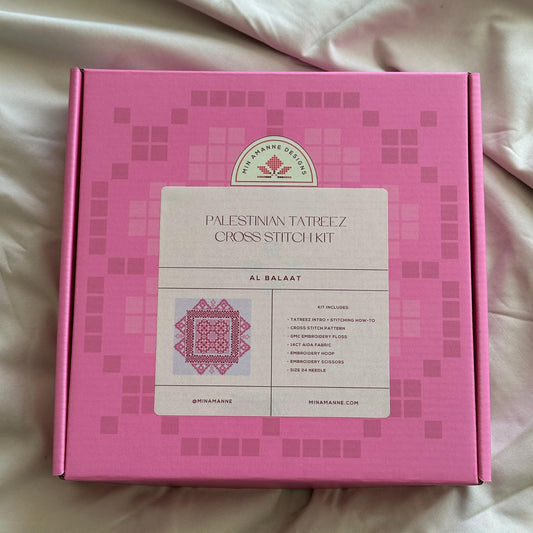 MIN AMANNE DESIGNS
PALESTINIAN TATREEZ
CROSS STITCH KIT
AL BALAAT
KIT INCLUDES:
- TATREEZ INTRO + STITCHING HOW-TO
- CROSS STITCH PATTERN
- DMC EMBROIDERY FLOSS
- 14CT AIDA FABRIC
- EMBROIDERY HOOP
- EMBROIDERY SCISSORS
- SIZE 24 NEEDLE
@MINAMANNE
MINAMANNE.COM